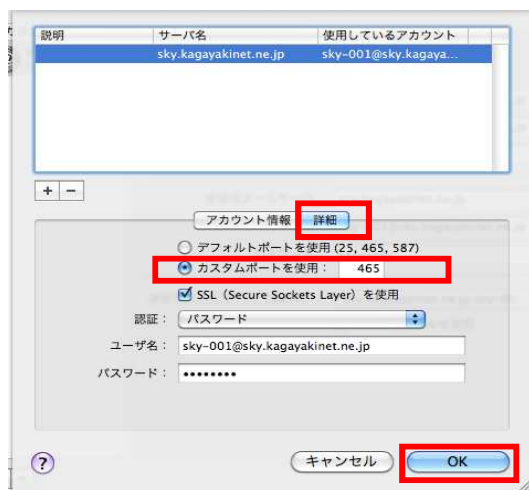 説明 サーバ名 使用しているアカウント
sky.kagayakinet.ne.jp sky-001@sky.kagaya...
+ −
アカウント情報 詳細
デフォルトポートを使用 (25, 465, 587)
カスタムポートを使用： 465
SSL（Secure Sockets Layer）を使用
認証： パスワード
ユーザ名： sky-001@sky.kagayakinet.ne.jp
パスワード： ••••••••
? キャンセル OK